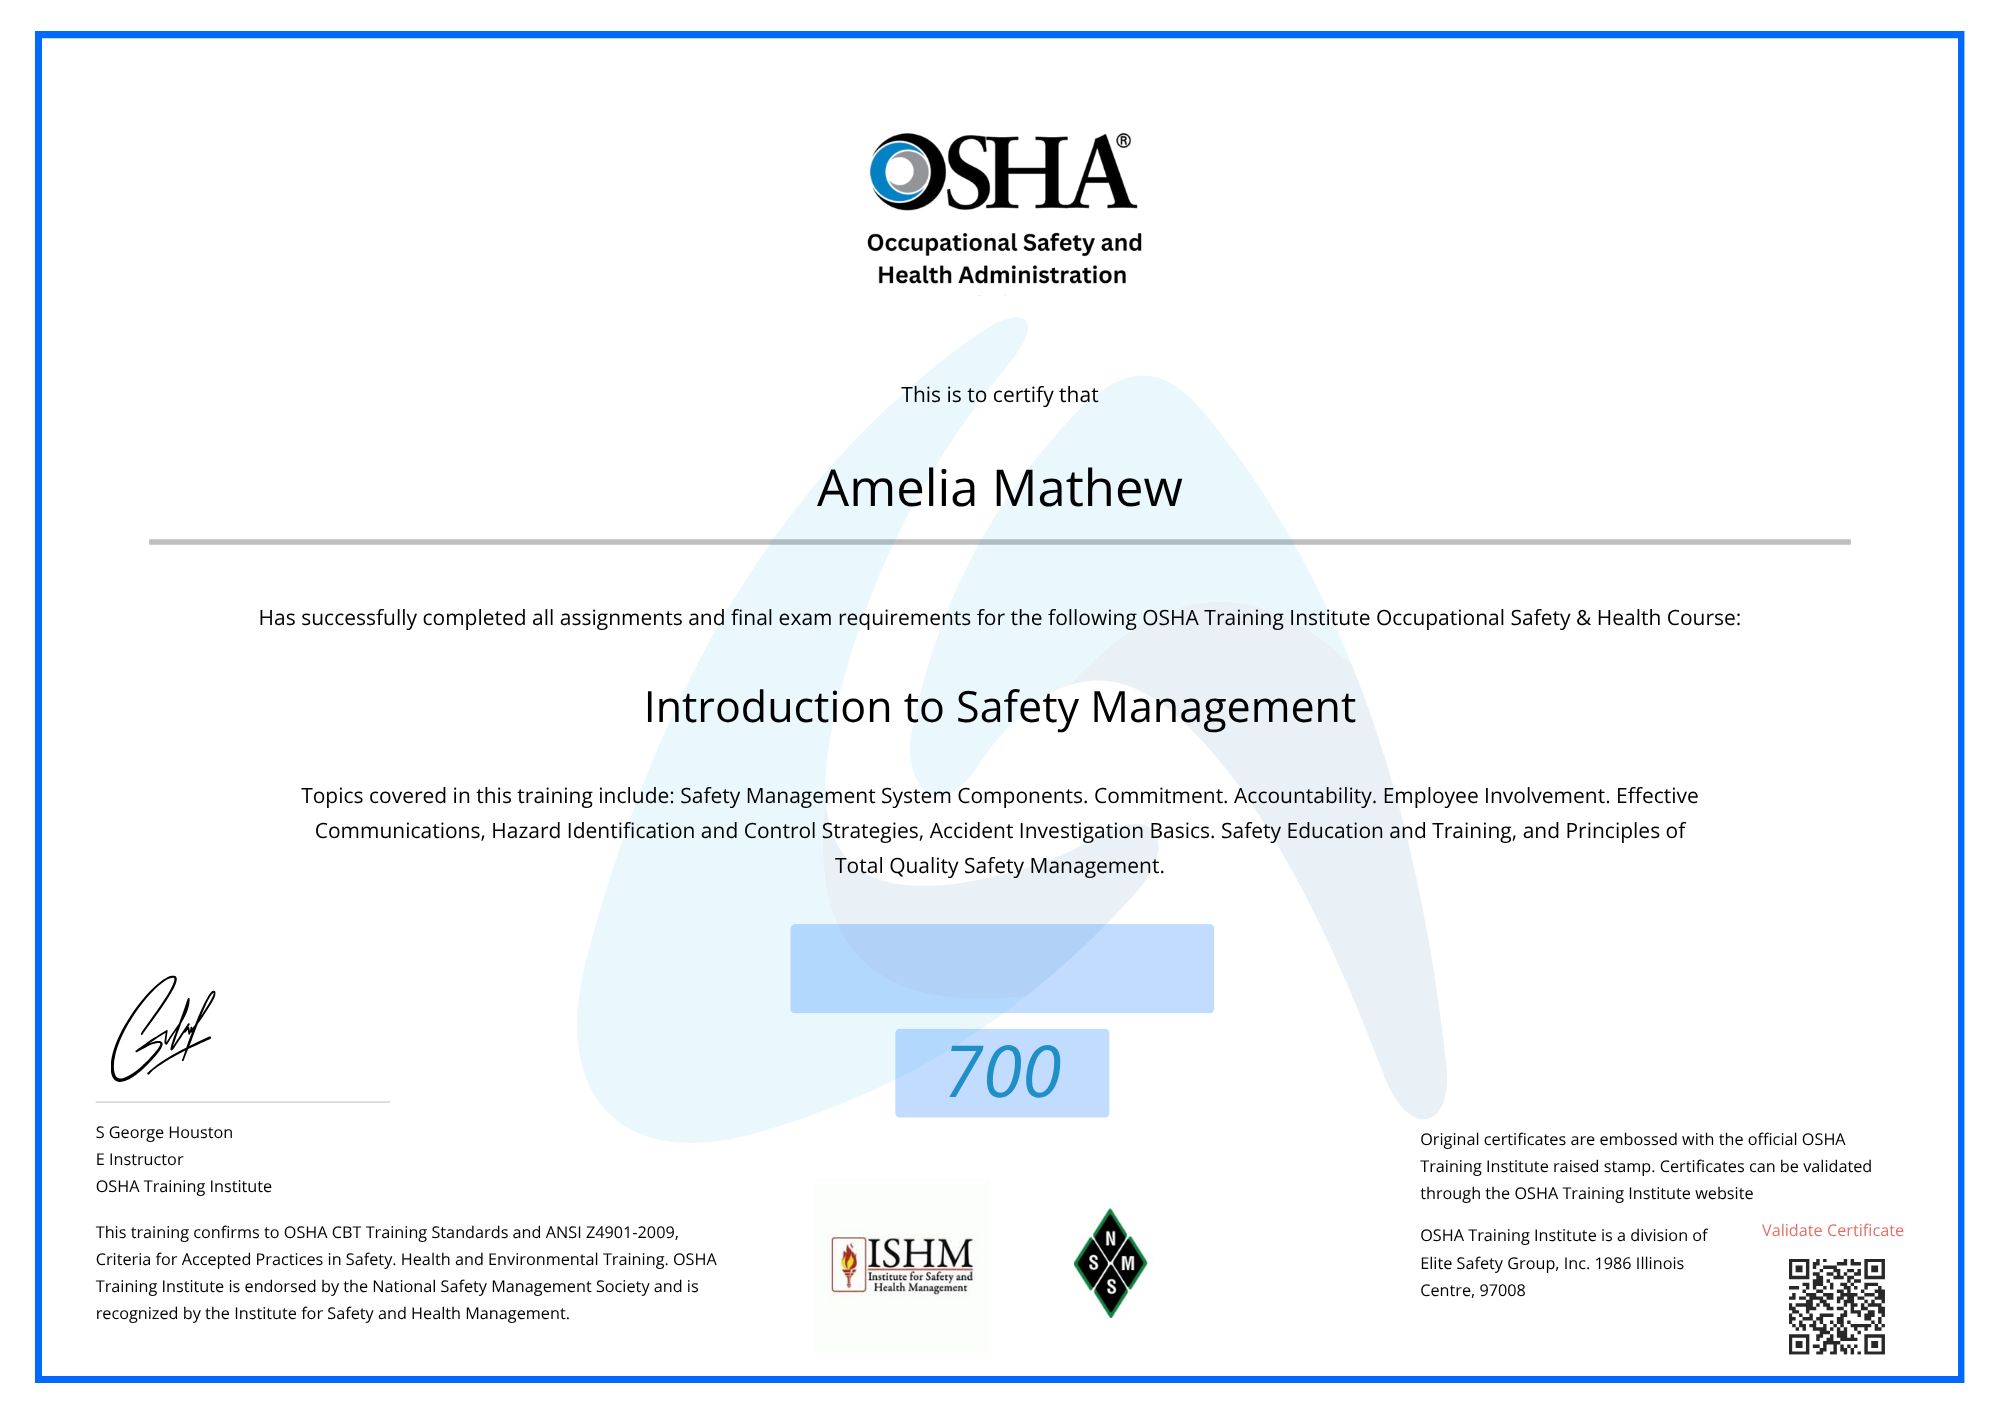 OSHA®
Occupational Safety and
Health Administration
This is to certify that
Amelia Mathew
Has successfully completed all assignments and final exam requirements for the following OSHA Training Institute Occupational Safety & Health Course:
Introduction to Safety Management
Topics covered in this training include: Safety Management System Components. Commitment. Accountability. Employee Involvement. Effective
Communications, Hazard Identification and Control Strategies, Accident Investigation Basics. Safety Education and Training, and Principles of
Total Quality Safety Management.
700
S George Houston
E Instructor
OSHA Training Institute
This training confirms to OSHA CBT Training Standards and ANSI Z4901-2009,
Criteria for Accepted Practices in Safety. Health and Environmental Training. OSHA
Training Institute is endorsed by the National Safety Management Society and is
recognized by the Institute for Safety and Health Management.
ISHM
Institute for Safety and
Health Management
N
S M
S
Original certificates are embossed with the official OSHA
Training Institute raised stamp. Certificates can be validated
through the OSHA Training Institute website
OSHA Training Institute is a division of
Elite Safety Group, Inc. 1986 Illinois
Centre, 97008
Validate Certificate